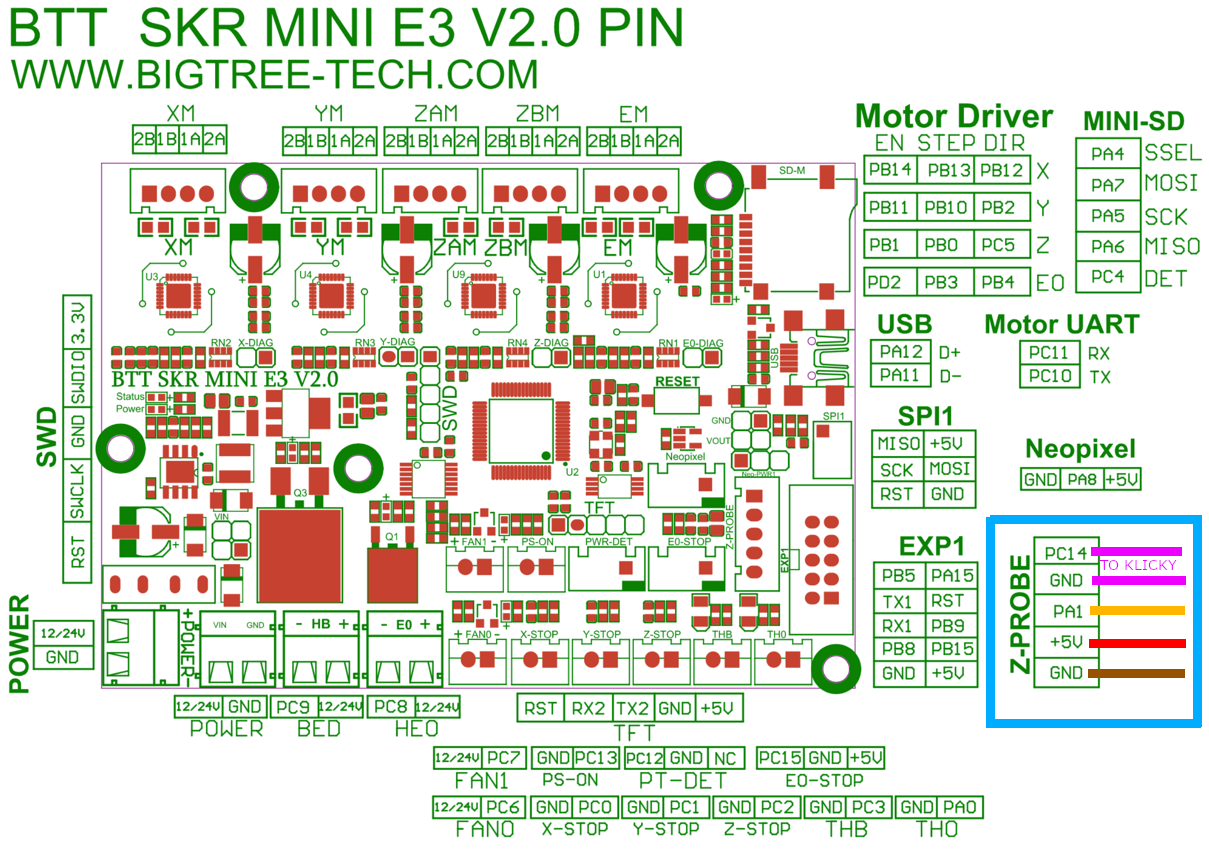 BTT SKR MINI E3 V2.0 PIN
WWW.BIGTREE-TECH.COM
XM YM ZAM ZBM EM
2B 1B 1A 2A 2B 1B 1A 2A 2B 1B 1A 2A 2B 1B 1A 2A 2B 1B 1A 2A
Motor Driver
EN STEP DIR
PB14 PB13 PB12 X
PB11 PB10 PB2 Y
PB1 PB0 PC5 Z
PD2 PB3 PB4 E0
MINI-SD
PA4 SSEL
PA7 MOSI
PA5 SCK
PA6 MISO
PC4 DET
SD-M
XM YM ZAM ZBM EM
U3 U4 U9 U1
RN2 X-DIAG RN3 Y-DIAG RN4 Z-DIAG RN1 E0-DIAG
USB
BTT SKR MINI E3 V2.0
Status
Power
SWD
RESET
GND
VOUT
SPI1
Neopixel
Neo-PWR1
U2
Q3
VIN
TFT
Q1
+ FAN1 -
PS-ON
PWR-DET
E0-STOP
Z-PROBE
EXP1
+POWER-
VIN GND
- HB +
- E0 +
+ FAN0 -
X-STOP
Y-STOP
Z-STOP
THB
TH0
SWD
3.3V
SWDIO
GND
SWCLK
RST
POWER
12/24V
GND
USB
PA12 D+
PA11 D-
Motor UART
PC11 RX
PC10 TX
SPI1
MISO +5V
SCK MOSI
RST GND
Neopixel
GND PA8 +5V
EXP1
PB5 PA15
TX1 RST
RX1 PB9
PB8 PB15
GND +5V
Z-PROBE
PC14
TO KLICKY
GND
PA1
+5V
GND
12/24V GND PC9 12/24V PC8 12/24V
POWER BED HE0
RST RX2 TX2 GND +5V
TFT
12/24V PC7 GND PC13 PC12 GND NC PC15 GND +5V
FAN1 PS-ON PT-DET E0-STOP
12/24V PC6 GND PC0 GND PC1 GND PC2 GND PC3 GND PA0
FAN0 X-STOP Y-STOP Z-STOP THB TH0